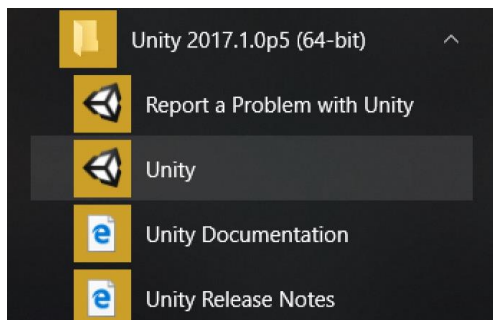 Unity 2017.1.0p5 (64-bit)
Report a Problem with Unity
Unity
Unity Documentation
Unity Release Notes